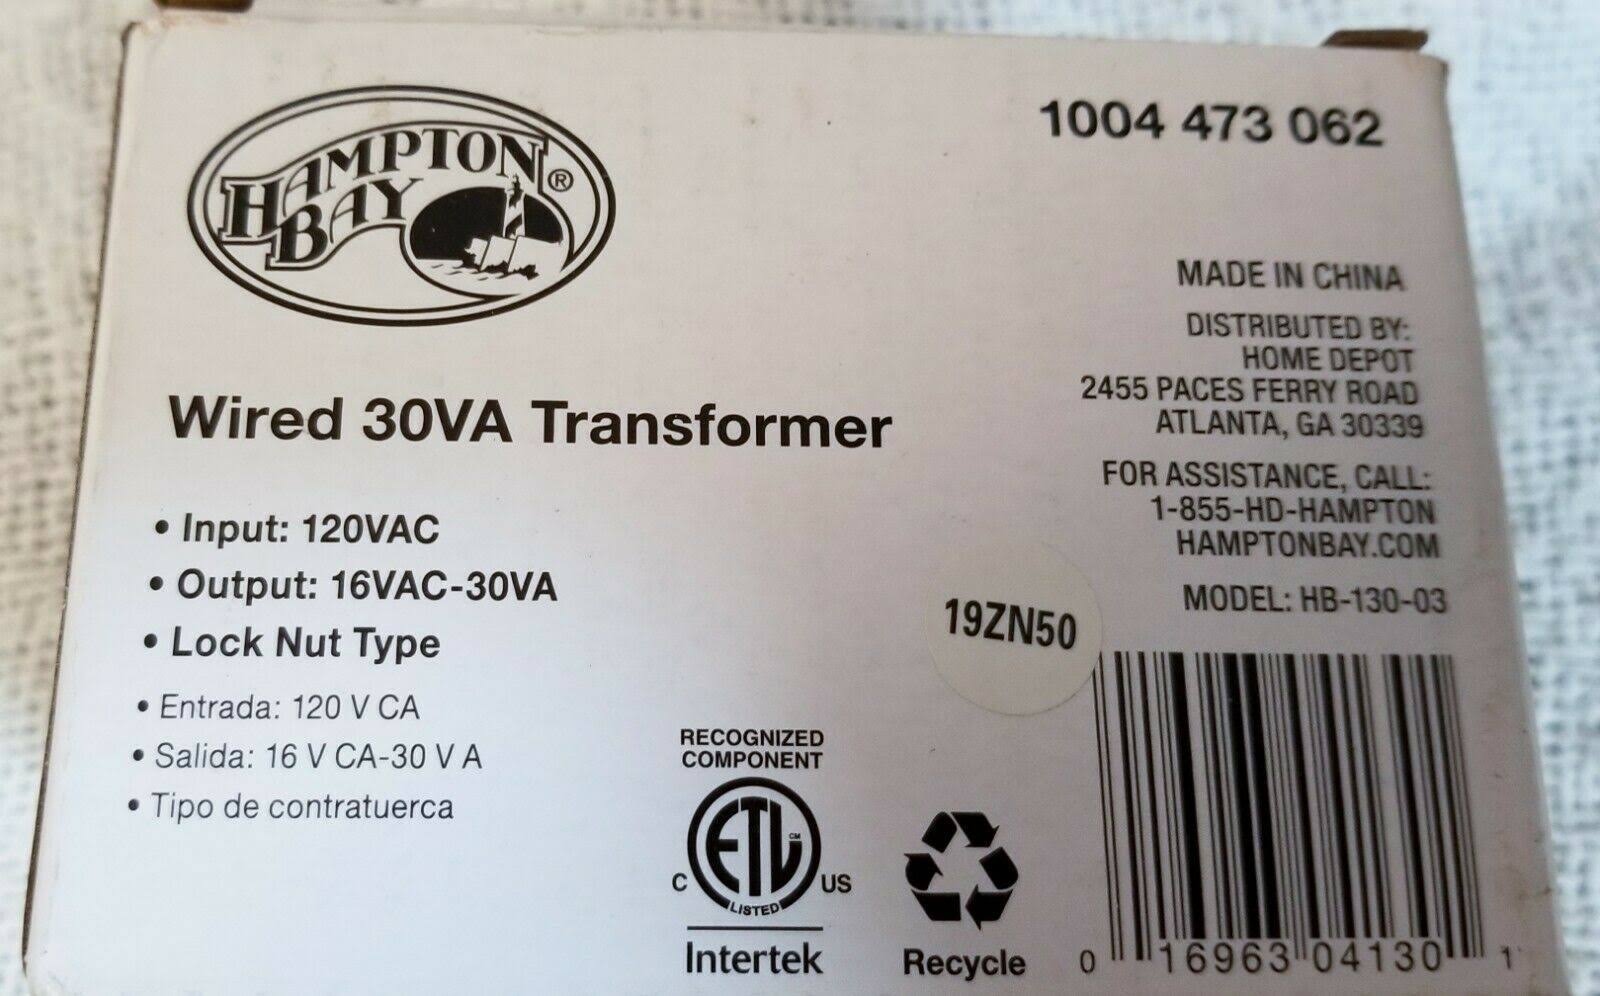 HAMPTON
BAY®
1004 473 062
MADE IN CHINA
DISTRIBUTED BY:
HOME DEPOT
2455 PACES FERRY ROAD
ATLANTA, GA 30339
FOR ASSISTANCE, CALL:
1-855-HD-HAMPTON
HAMPTONBAY.COM
MODEL: HB-130-03
Wired 30VA Transformer
• Input: 120VAC
• Output: 16VAC-30VA
• Lock Nut Type
• Entrada: 120 V CA
• Salida: 16 V CA-30 V A
• Tipo de contratuerca
19ZN50
RECOGNIZED
COMPONENT
ETL CM
C US
LISTED
Intertek
Recycle
0 16963 04130 1